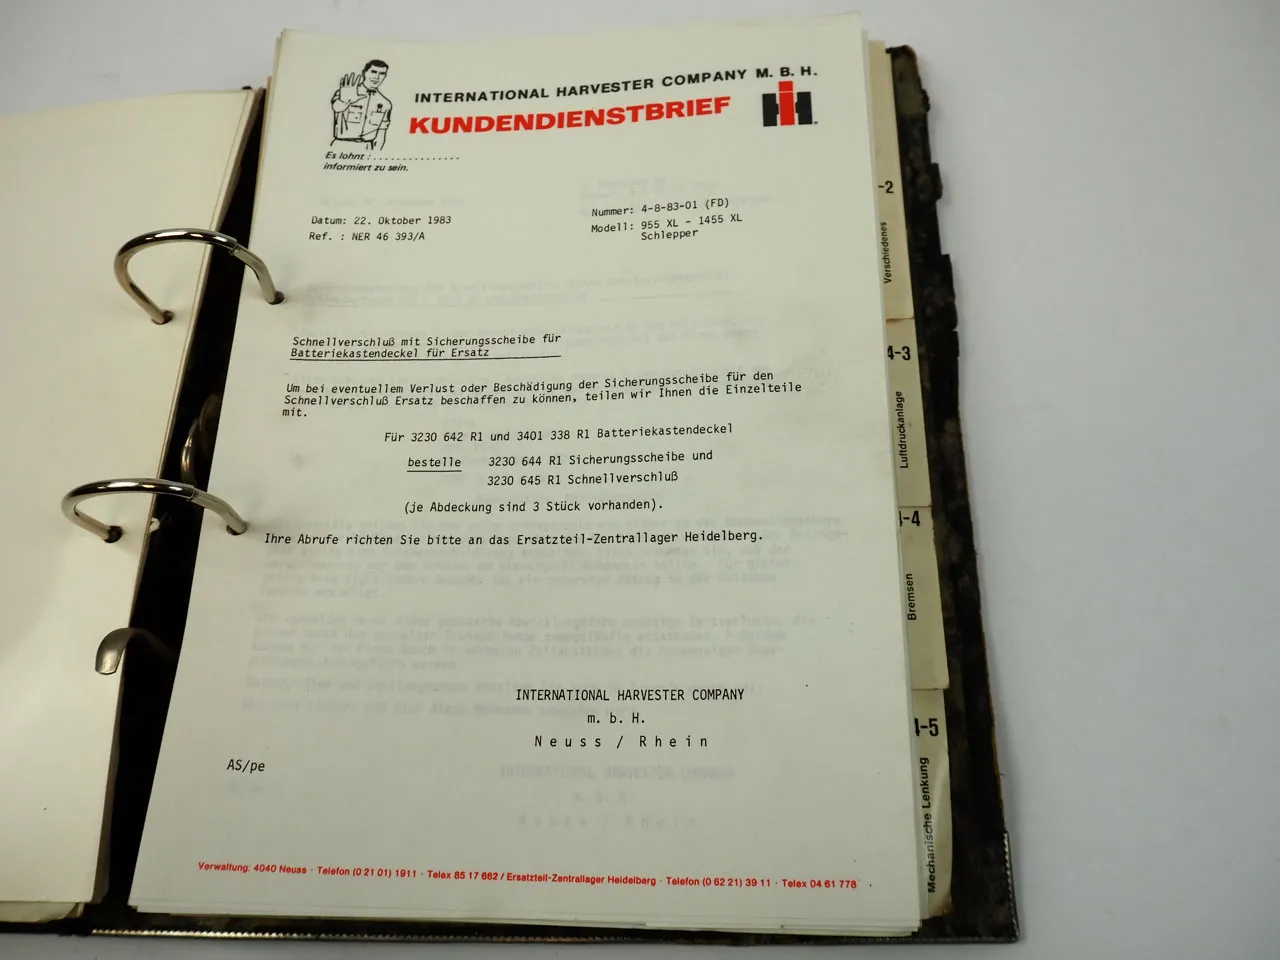 INTERNATIONAL HARVESTER COMPANY M. B. H.
KUNDENDIENSTBRIEF
IH
Es lohnt :...............
informiert zu sein.
Datum: 22. Oktober 1983
Ref. : NER 46 393/A
Nummer: 4-8-83-01 (FD)
Modell: 955 XL - 1455 XL
Schlepper
Schnellverschluß mit Sicherungsscheibe für
Batteriekastendeckel für Ersatz
Um bei eventuellem Verlust oder Beschädigung der Sicherungsscheibe für den
Schnellverschluß Ersatz beschaffen zu können, teilen wir Ihnen die Einzelteile
mit.
Für 3230 642 R1 und 3401 338 R1 Batteriekastendeckel
bestelle 3230 644 R1 Sicherungsscheibe und
3230 645 R1 Schnellverschluß
(je Abdeckung sind 3 Stück vorhanden).
Ihre Abrufe richten Sie bitte an das Ersatzteil-Zentrallager Heidelberg.
INTERNATIONAL HARVESTER COMPANY
m. b. H.
Neuss / Rhein
AS/pe
Verwaltung: 4040 Neuss · Telefon (0 21 01) 1911 · Telex 85 17 662 / Ersatzteil-Zentrallager Heidelberg · Telefon (0 62 21) 39 11 · Telex 04 61 778
-2
Verschiedenes
4-3
Luftdruckanlage
4-4
Bremsen
4-5
Mechanische Lenkung